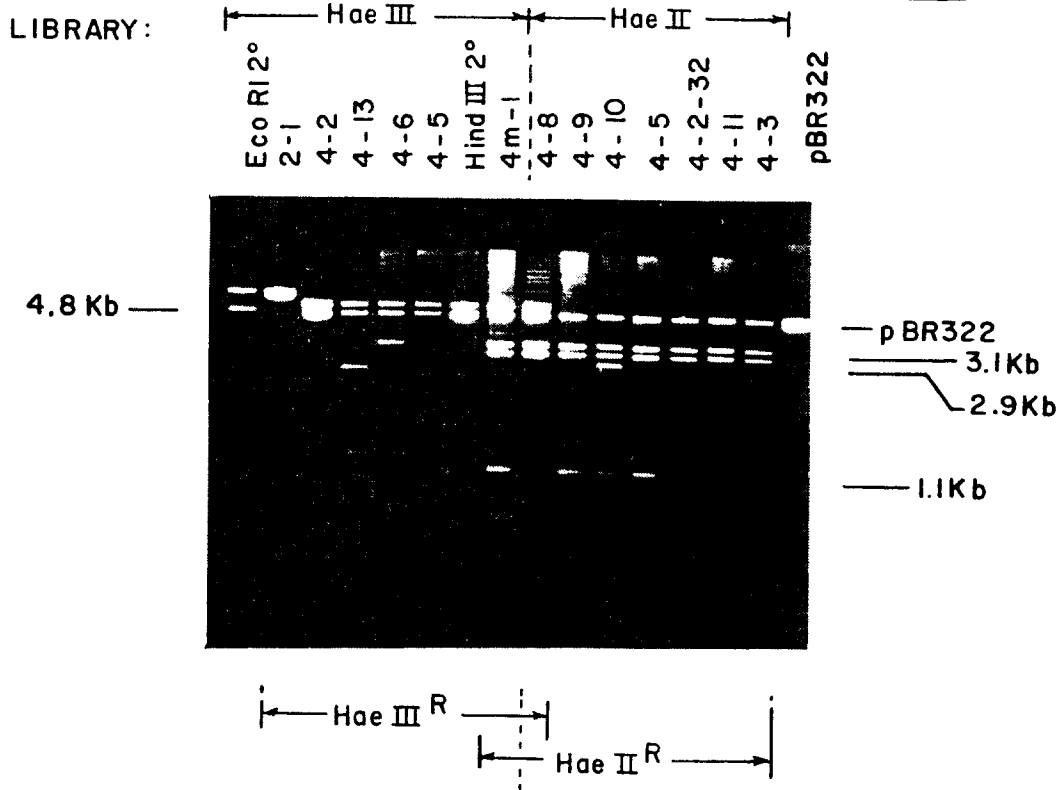 LIBRARY:
Hae III
Hae II
Eco RI 2°
2-1
4-2
4-13
4-6
4-5
Hind III 2°
4m-1
4-8
4-9
4-10
4-5
4-2-32
4-11
4-3
pBR322
4.8 Kb
pBR322
3.1Kb
2.9Kb
1.1Kb
Hae III R
Hae II R